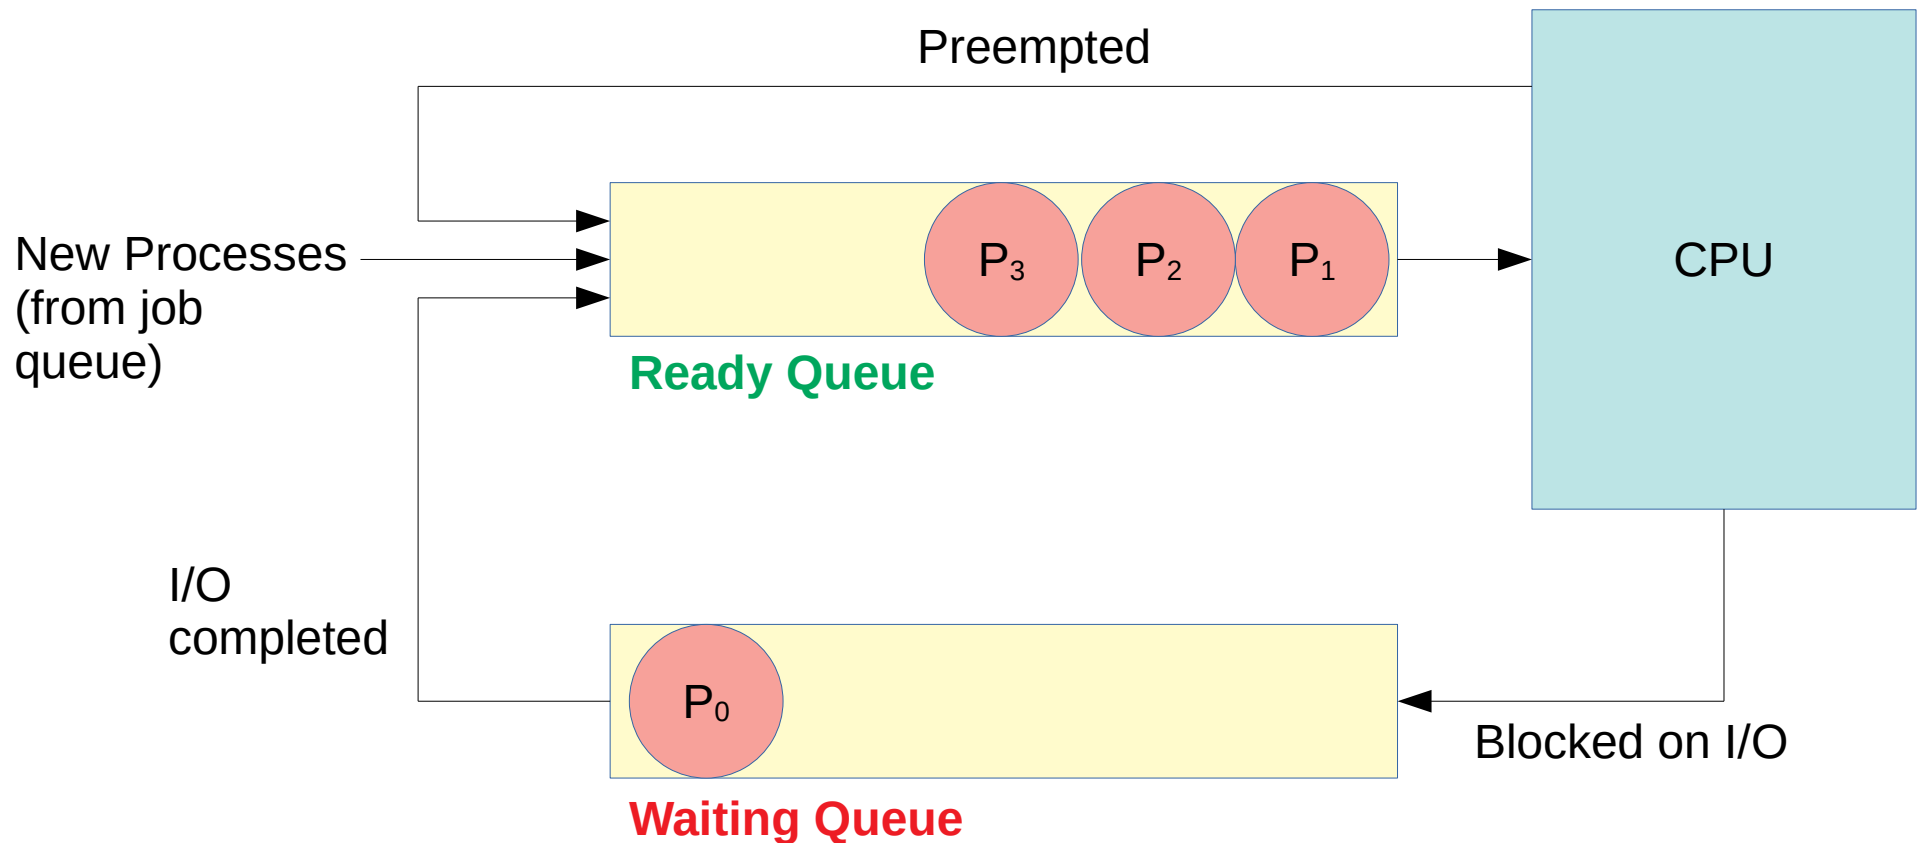 Preempted
New Processes
(from job
queue)
P3
P2
P1
CPU
Ready Queue
I/O
completed
P0
Blocked on I/O
Waiting Queue